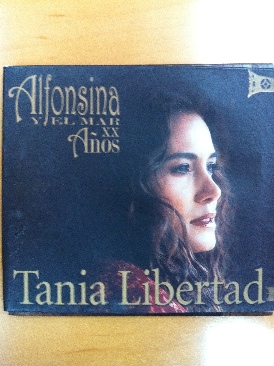 Alfonsina
Y EL MAR
XX
Años
Tania Libertad